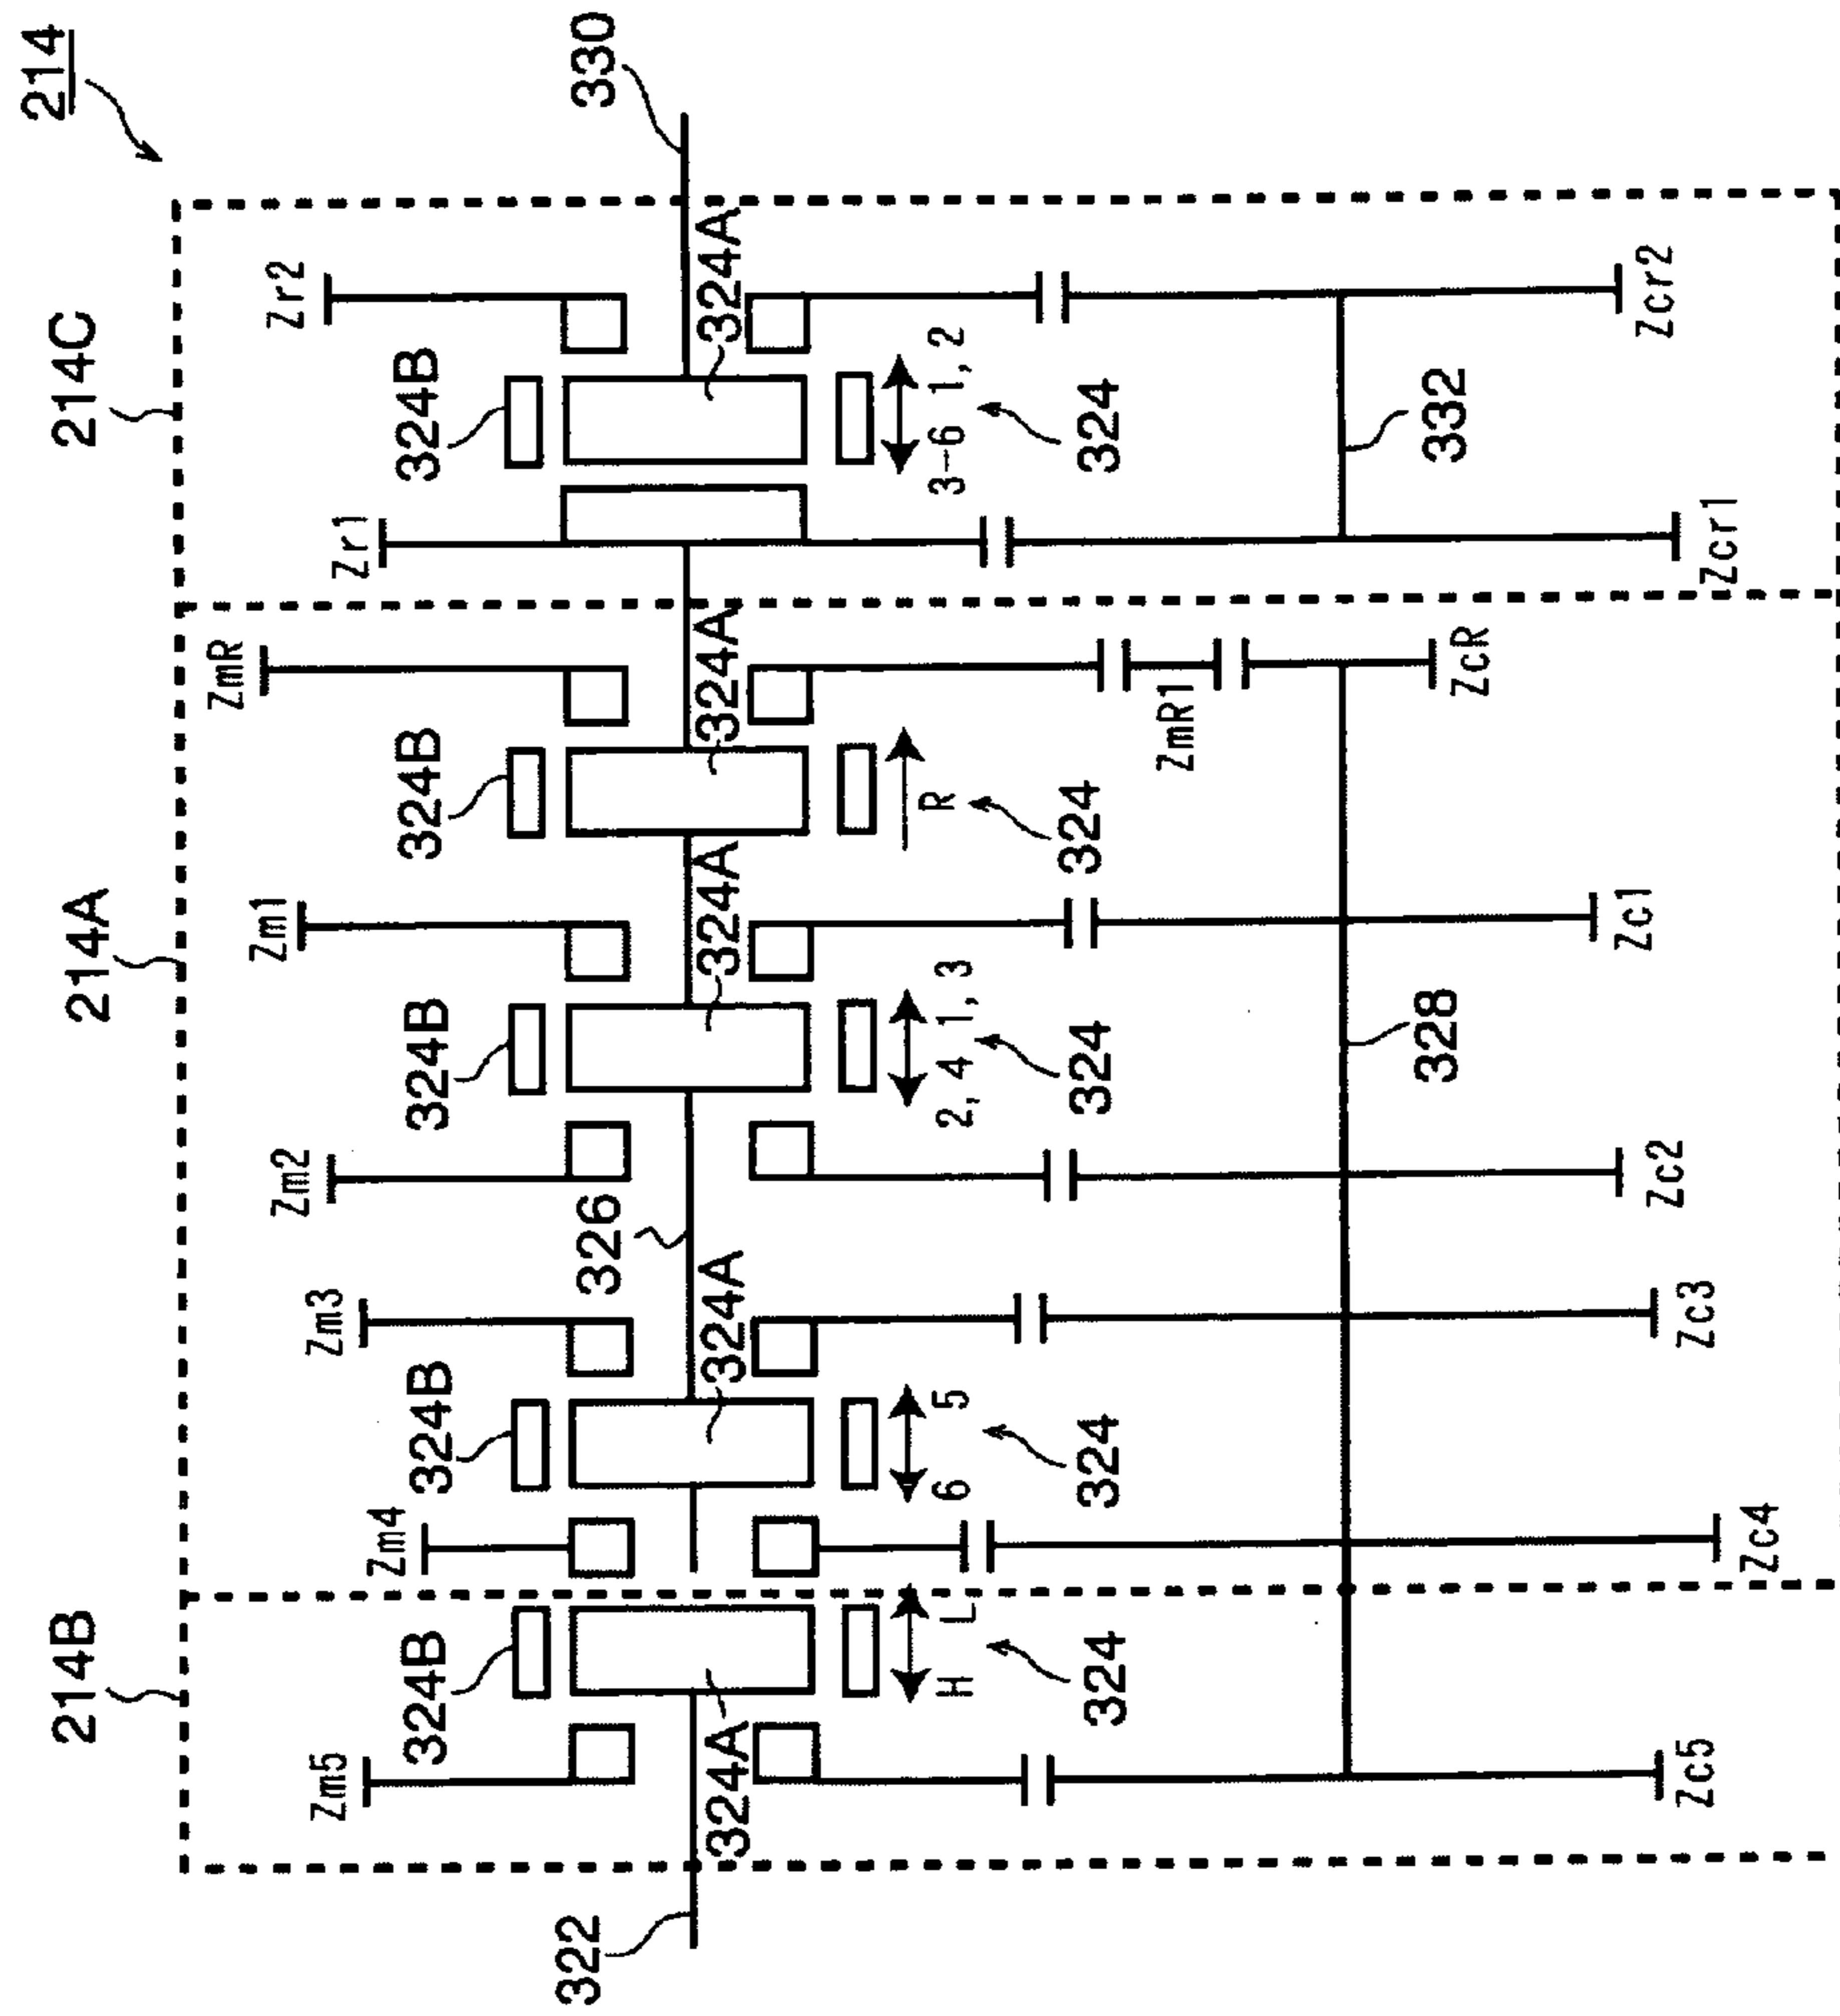 214
214B
214A
214C
322
330
Zm5
Zm4
Zm3
Zm2
Zm1
ZmR
Zr1
Zr2
324B
324B
324B
324B
324B
326
324A
324A
324A
324A
324A
H L
6 5
2, 4 1, 3
R
3-6 1, 2
324
324
324
324
324
ZmR1
328
332
Zc5
Zc4
Zc3
Zc2
Zc1
ZcR
Zcr1
Zcr2